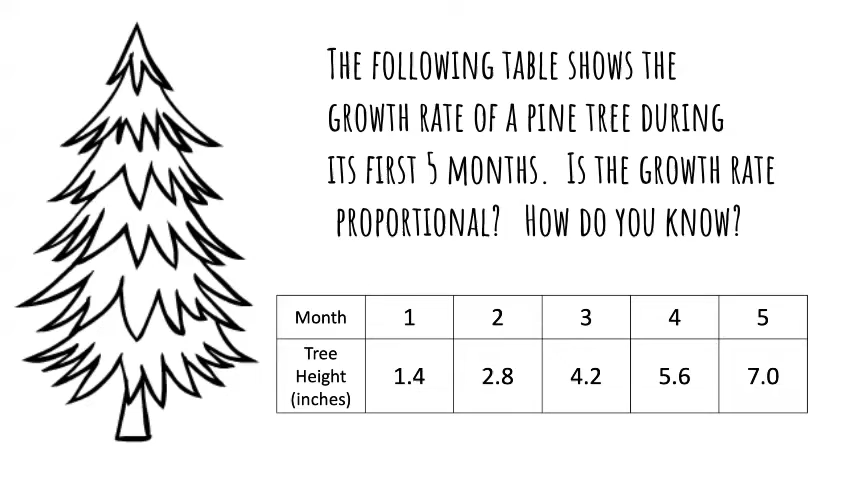 The following table shows the
growth rate of a pine tree during
its first 5 months. Is the growth rate
proportional? How do you know?
Month 1 2 3 4 5
Tree
Height
(inches) 1.4 2.8 4.2 5.6 7.0